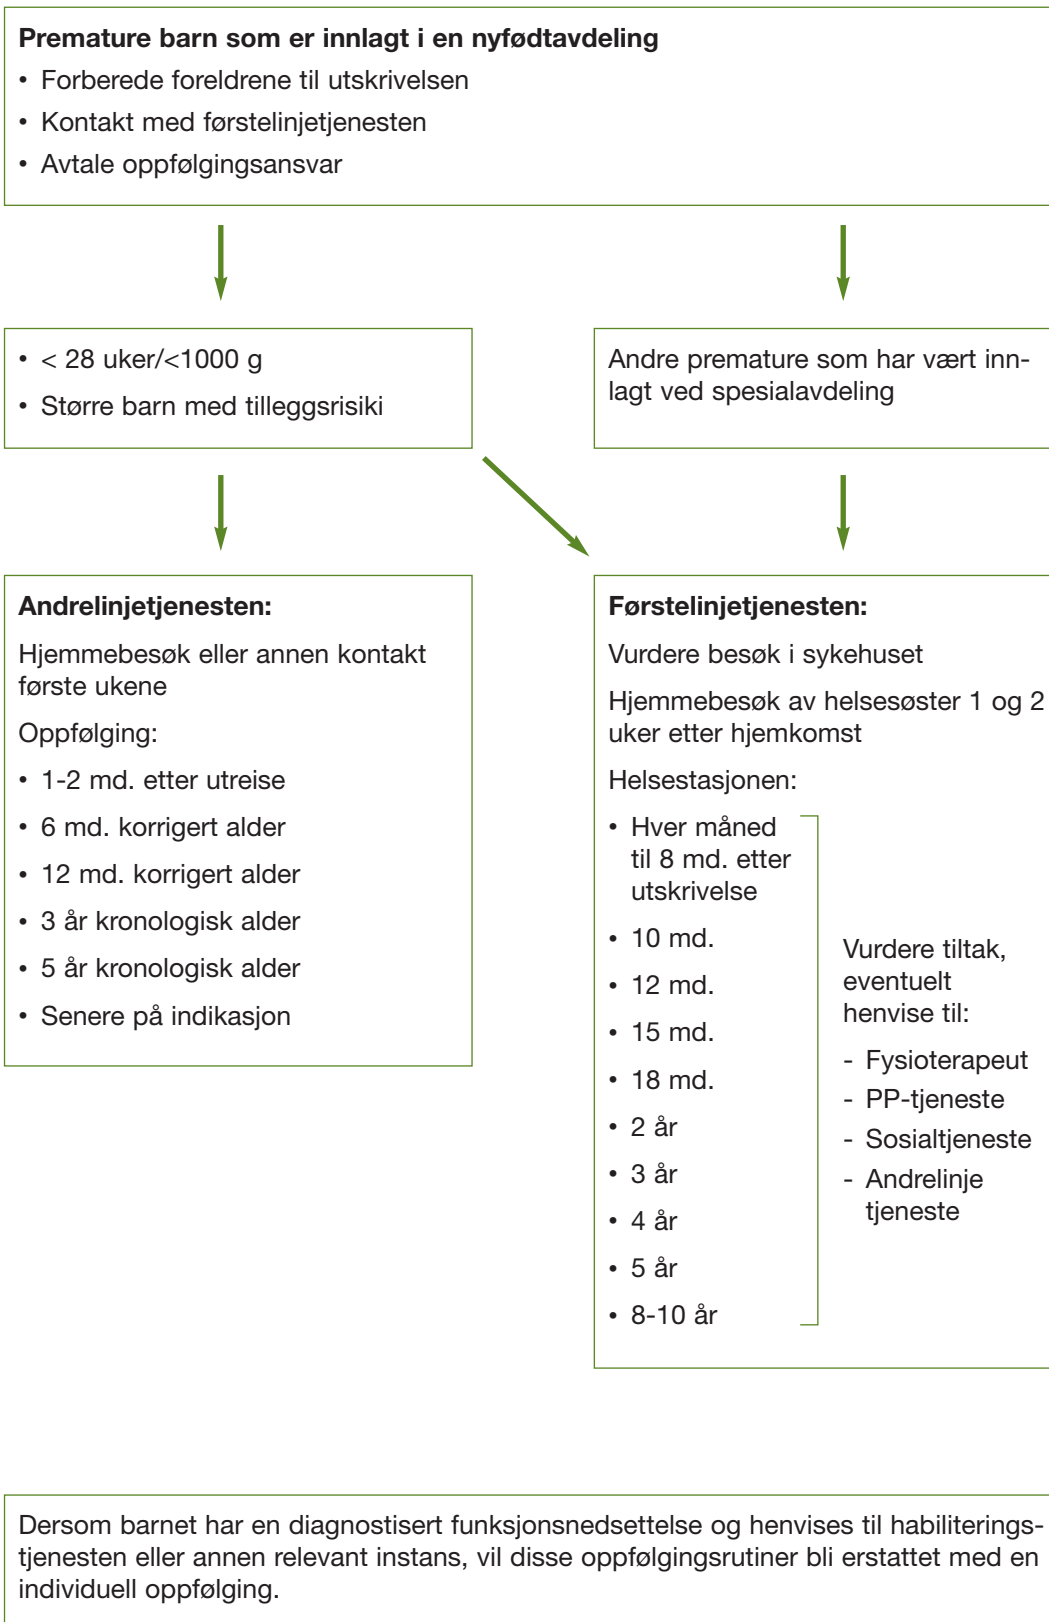 Premature barn som er innlagt i en nyfødtavdeling
• Forberede foreldrene til utskrivelsen
• Kontakt med førstelinjetjenesten
• Avtale oppfølgingsansvar
• < 28 uker/<1000 g
• Større barn med tilleggsrisiki
Andre premature som har vært inn-
lagt ved spesialavdeling
Andrelinjetjenesten:
Hjemmebesøk eller annen kontakt
første ukene
Oppfølging:
• 1-2 md. etter utreise
• 6 md. korrigert alder
• 12 md. korrigert alder
• 3 år kronologisk alder
• 5 år kronologisk alder
• Senere på indikasjon
Førstelinjetjenesten:
Vurdere besøk i sykehuset
Hjemmebesøk av helsesøster 1 og 2
uker etter hjemkomst
Helsestasjonen:
• Hver måned
til 8 md. etter
utskrivelse
• 10 md.
• 12 md.
• 15 md.
• 18 md.
• 2 år
• 3 år
• 4 år
• 5 år
• 8-10 år
Vurdere tiltak,
eventuelt
henvise til:
- Fysioterapeut
- PP-tjeneste
- Sosialtjeneste
- Andrelinje
tjeneste
Dersom barnet har en diagnostisert funksjonsnedsettelse og henvises til habiliterings-
tjenesten eller annen relevant instans, vil disse oppfølgingsrutiner bli erstattet med en
individuell oppfølging.